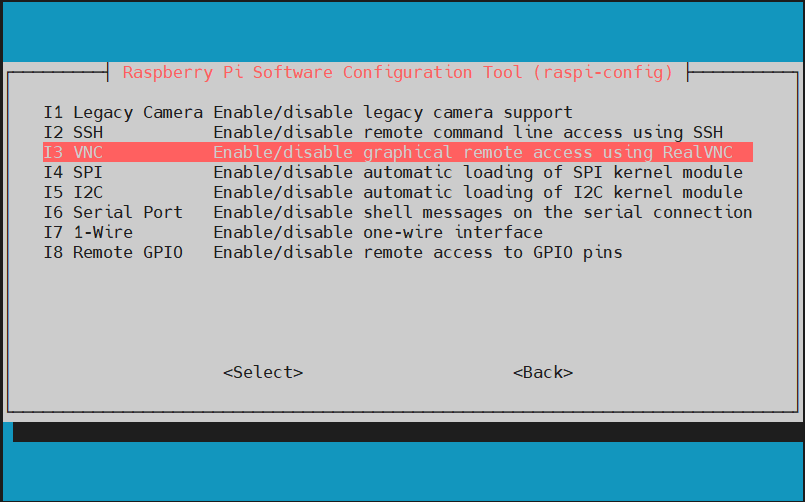 Raspberry Pi Software Configuration Tool (raspi-config)
I1 Legacy Camera Enable/disable legacy camera support
I2 SSH Enable/disable remote command line access using SSH
I3 VNC Enable/disable graphical remote access using RealVNC
I4 SPI Enable/disable automatic loading of SPI kernel module
I5 I2C Enable/disable automatic loading of I2C kernel module
I6 Serial Port Enable/disable shell messages on the serial connection
I7 1-Wire Enable/disable one-wire interface
I8 Remote GPIO Enable/disable remote access to GPIO pins
<Select> <Back>